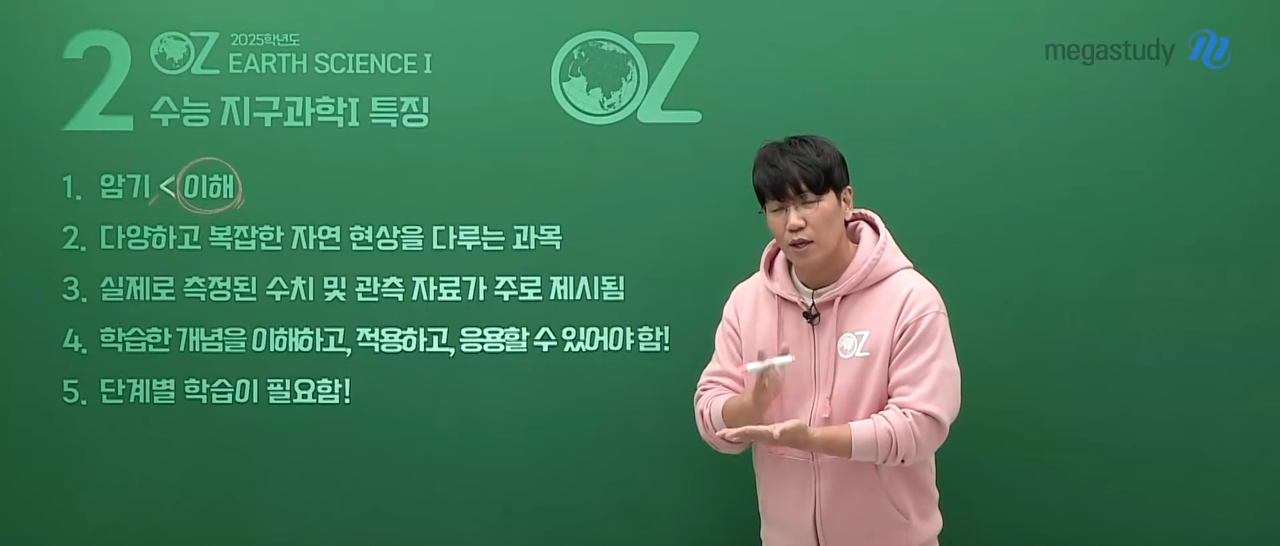 2
OZ
2025학년도
EARTH SCIENCE I
수능 지구과학I 특징
OZ
megastudy
1. 암기 < 이해
2. 다양하고 복잡한 자연 현상을 다루는 과목
3. 실제로 측정된 수치 및 관측 자료가 주로 제시됨
4. 학습한 개념을 이해하고, 적용하고, 응용할 수 있어야 함!
5. 단계별 학습이 필요함!
OZ